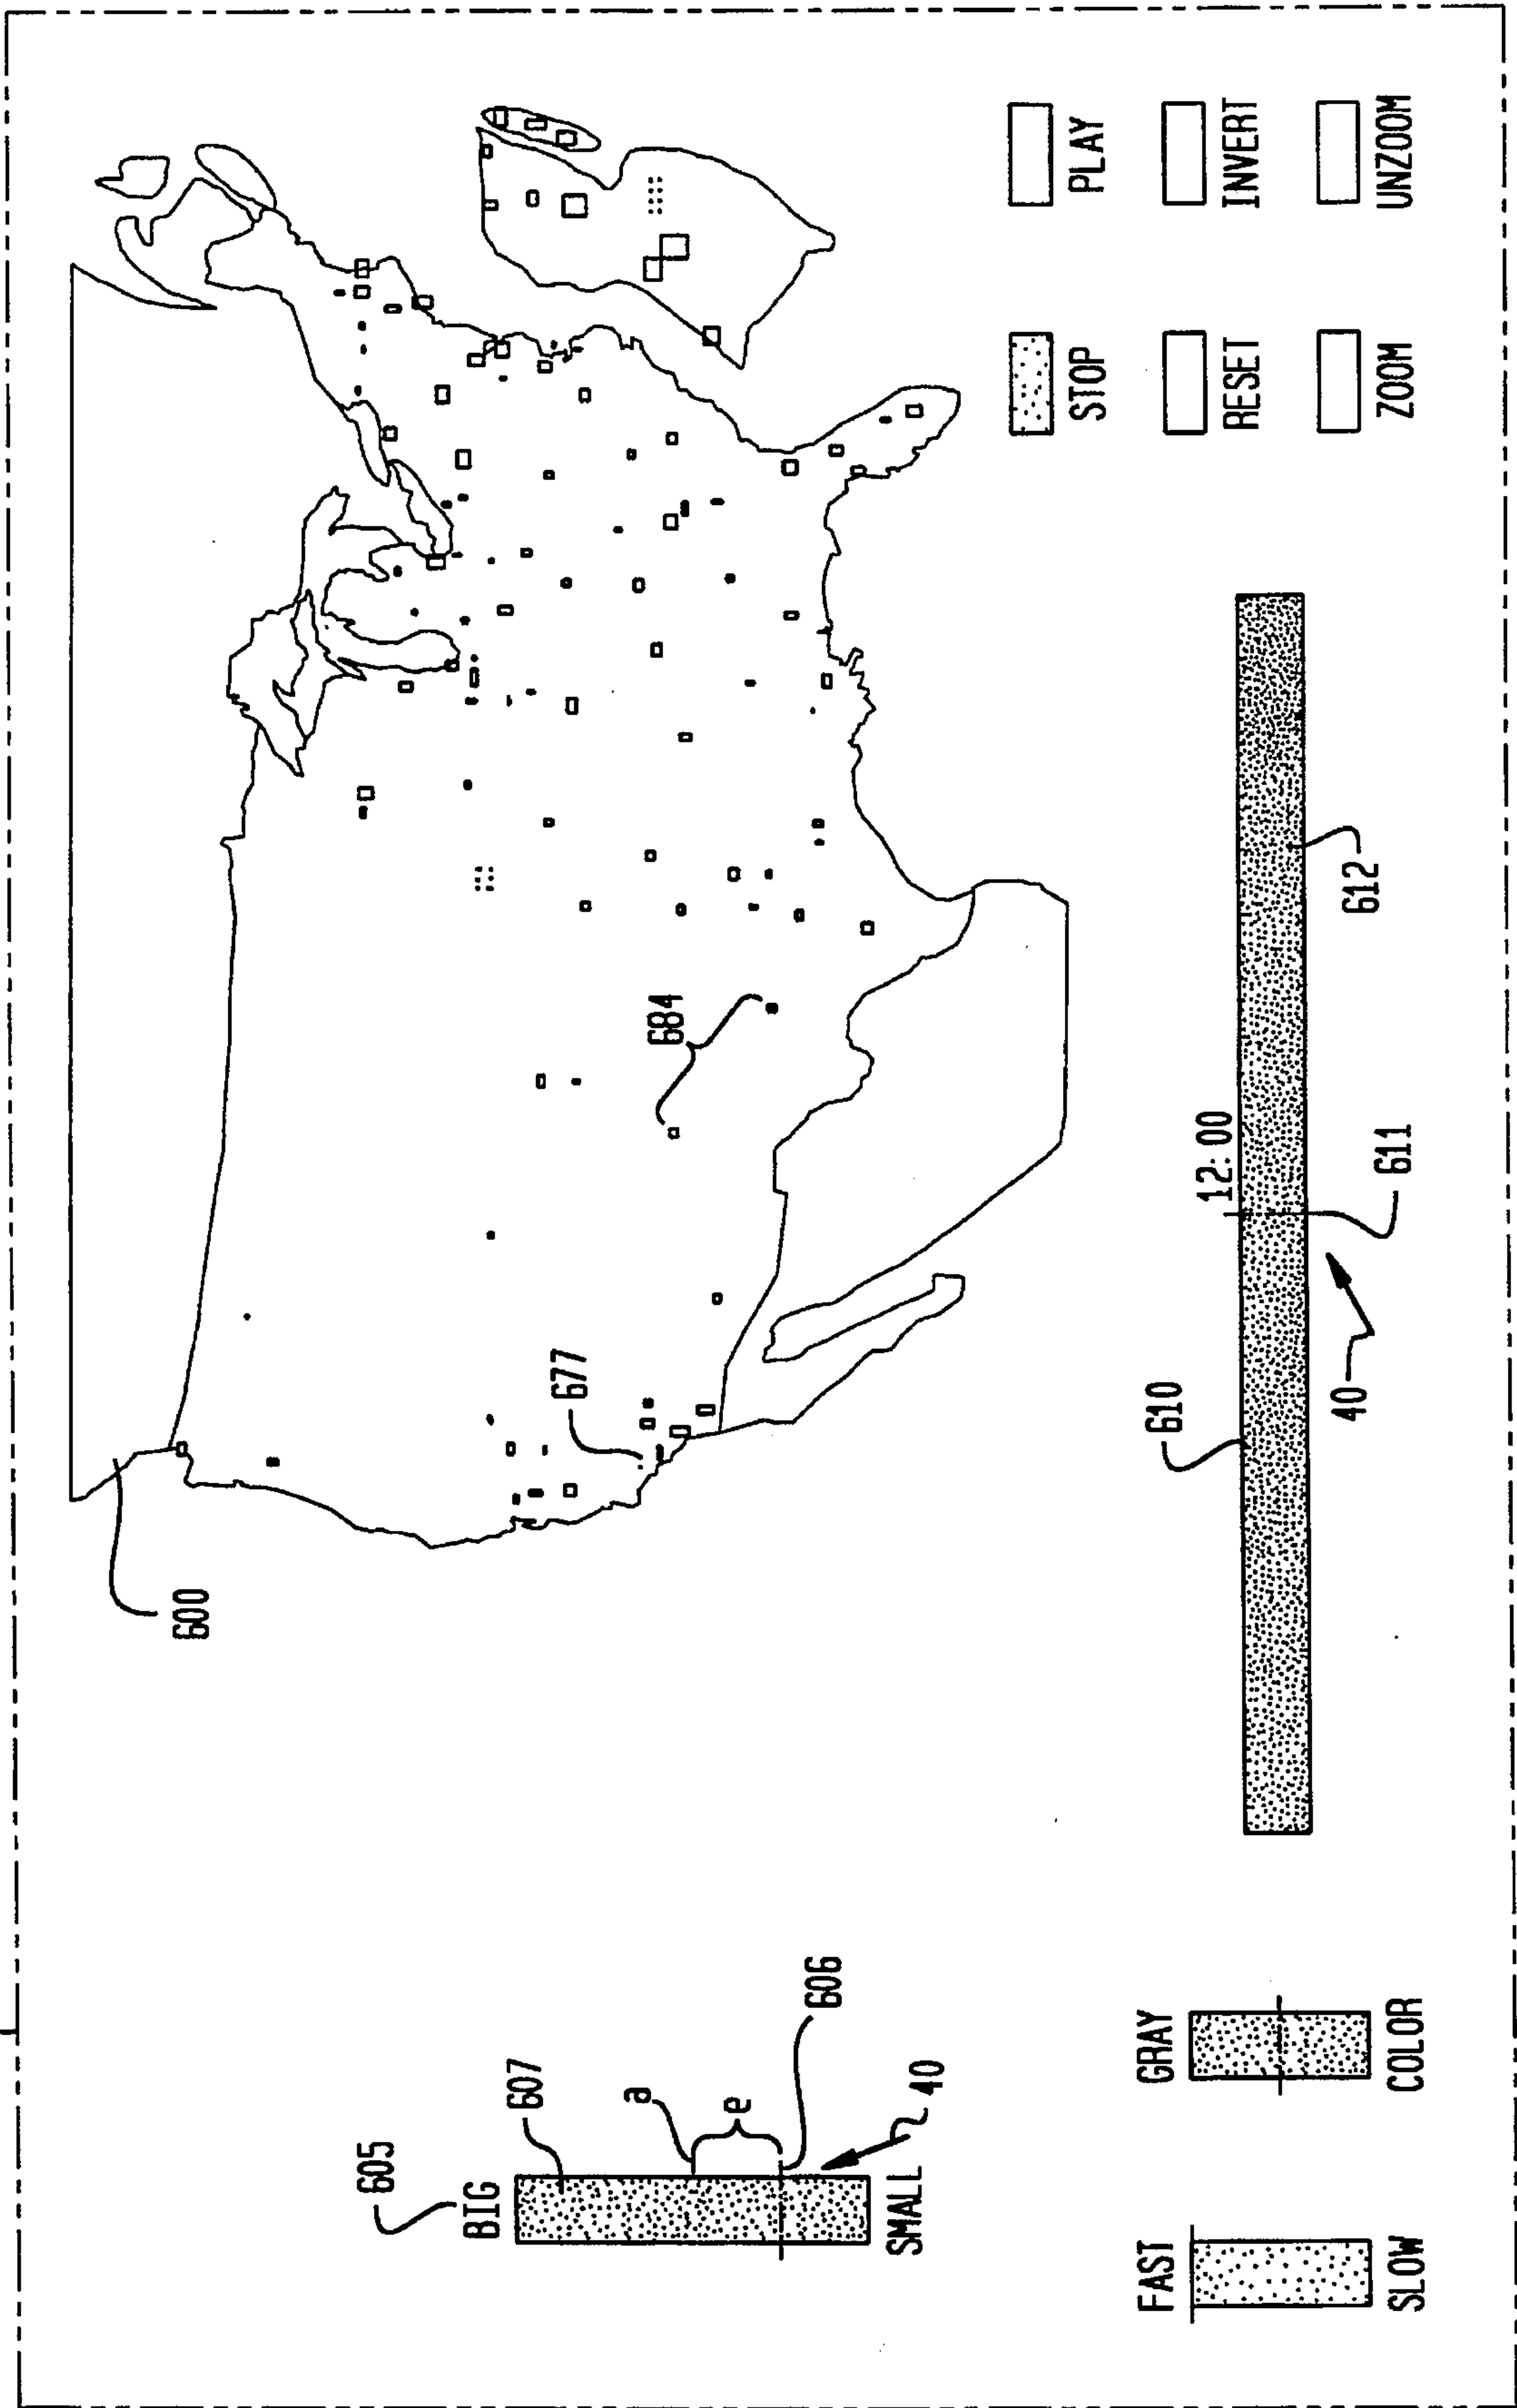 600
677
684
605
BIG
607
a
e
606
SMALL
40
610
12:00
40
611
612
FAST
SLOW
GRAY
COLOR
STOP
PLAY
RESET
INVERT
ZOOM
UNZOOM